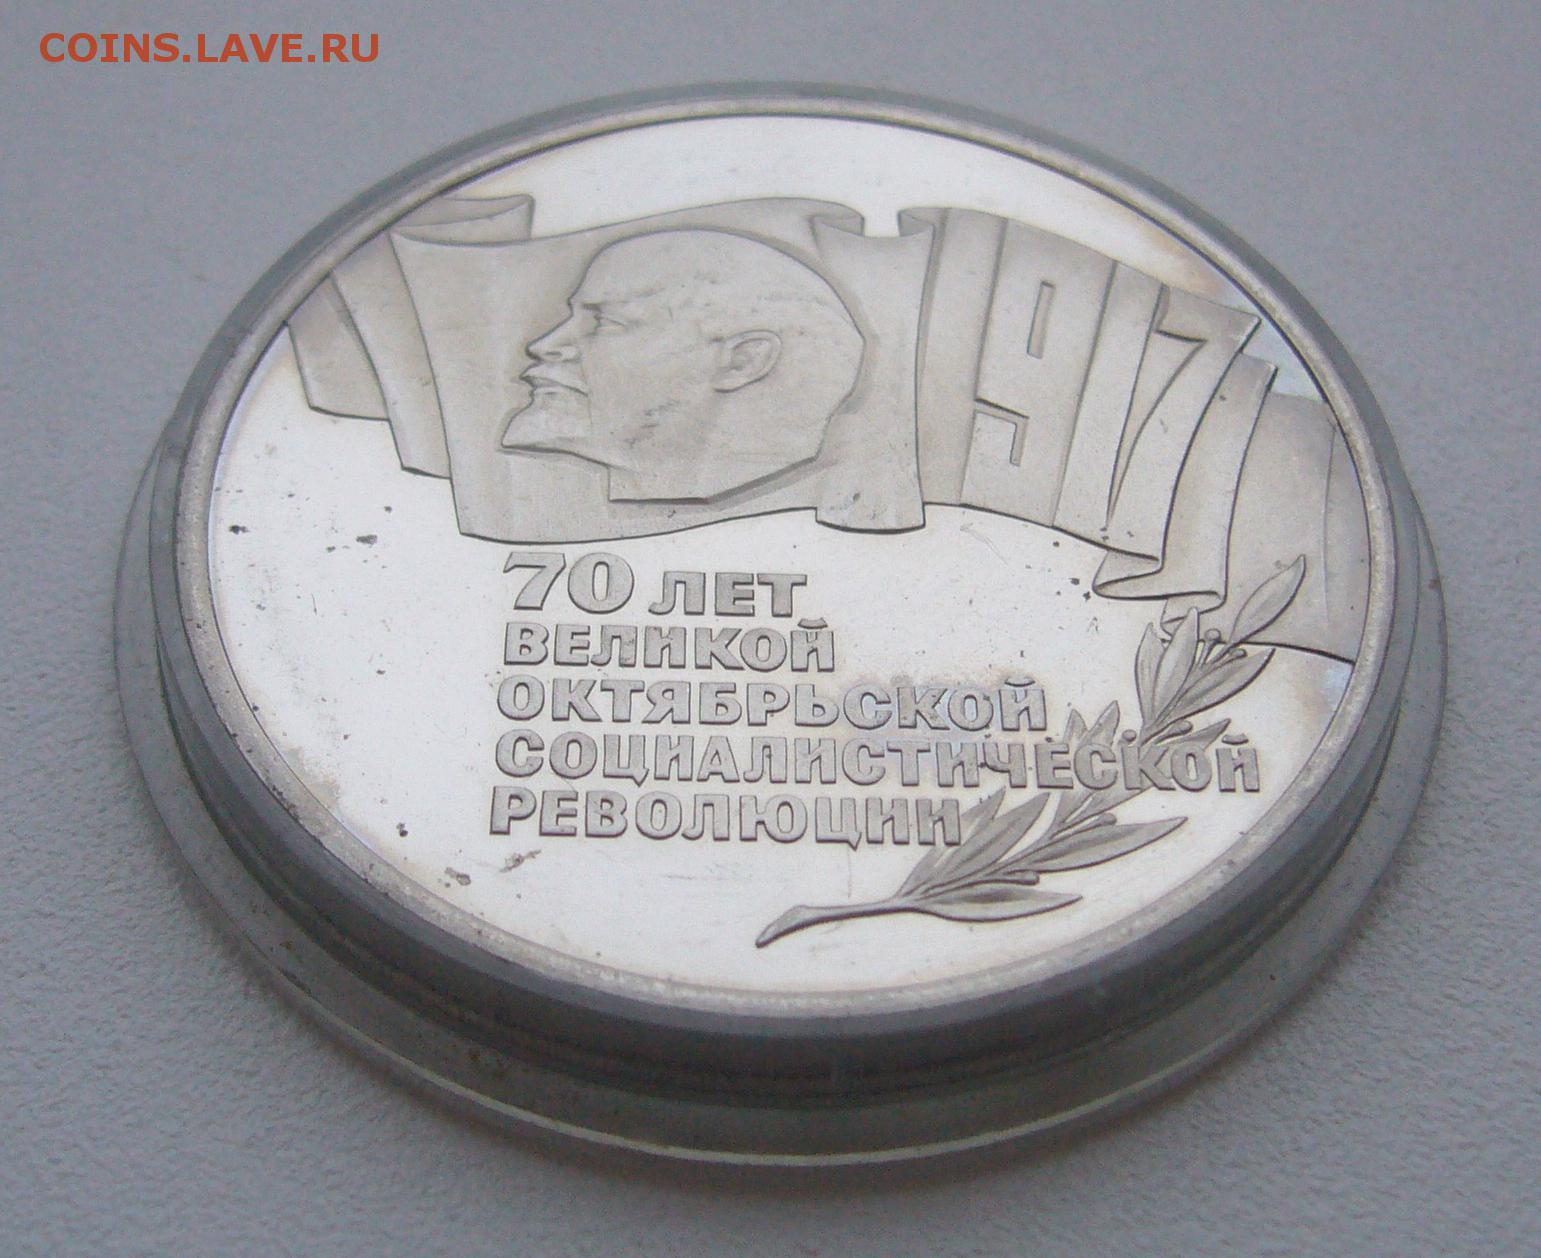 COINS.LAVE.RU
1917
70 ЛЕТ
ВЕЛИКОЙ
ОКТЯБРЬСКОЙ
СОЦИАЛИСТИЧЕСКОЙ
РЕВОЛЮЦИИ